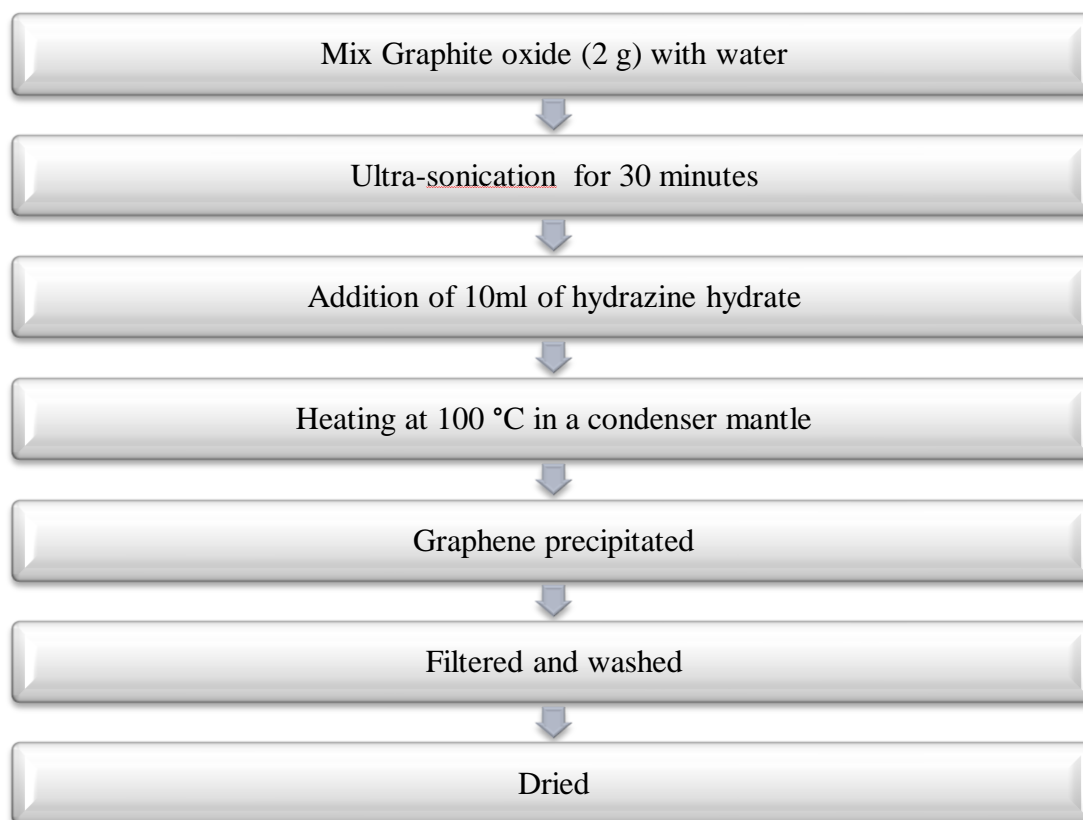 Mix Graphite oxide (2 g) with water
Ultra-sonication for 30 minutes
Addition of 10ml of hydrazine hydrate
Heating at 100 °C in a condenser mantle
Graphene precipitated
Filtered and washed
Dried